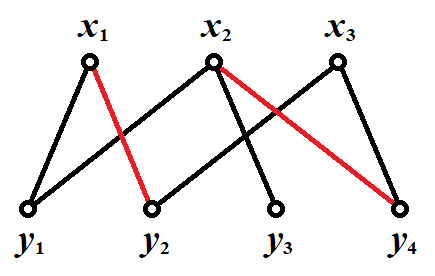 x₁ x₂ x₃
y₁ y₂ y₃ y₄